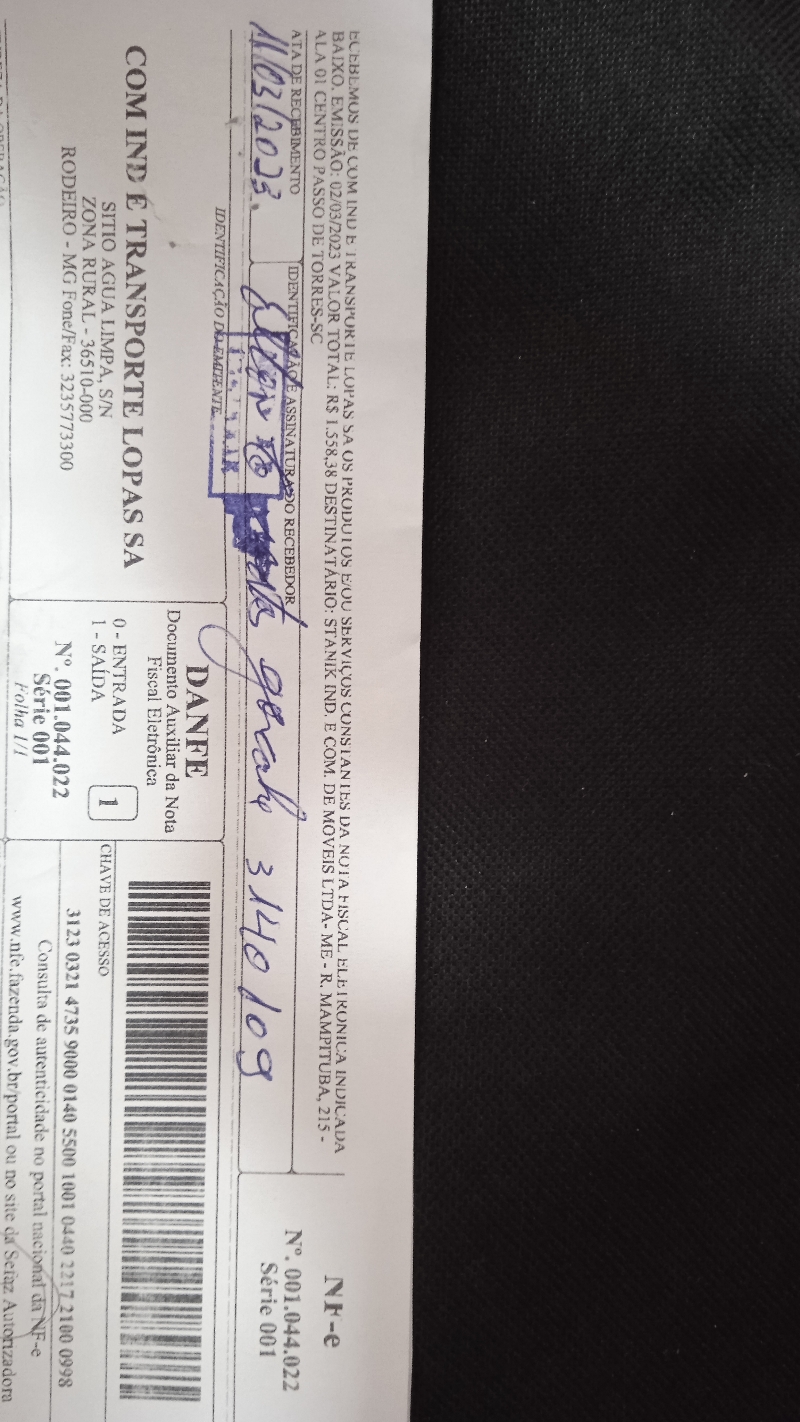 ECEBEMOS DE COM IND E TRANSPORTE LOPAS SA OS PRODUTOS E/OU SERVIÇOS CONSTANTES DA NOTA FISCAL ELETRONICA INDICADA
BAIXO. EMISSÃO: 02/03/2023 VALOR TOTAL: R$ 1.558,38 DESTINATÁRIO: STANIK IND. E COM. DE MÓVEIS LTDA- ME - R. MAMPITUBA, 215 -
ALA 01 CENTRO PASSO DE TORRES-SC
NF-e
Nº. 001.044.022
Série 001
ATA DE RECEBIMENTO
11/03/2023.
IDENTIFICAÇÃO E ASSINATURA DO RECEBEDOR
3140109
IDENTIFICAÇÃO DO EMITENTE
COM IND E TRANSPORTE LOPAS SA
SITIO AGUA LIMPA, S/N
ZONA RURAL - 36510-000
RODEIRO - MG Fone/Fax: 3235773300
DANFE
Documento Auxiliar da Nota
Fiscal Eletrônica
0 - ENTRADA
1 - SAÍDA
1
Nº. 001.044.022
Série 001
Folha 1/1
CHAVE DE ACESSO
3123 0321 4735 9000 0140 5500 1001 0440 2217 2100 0998
Consulta de autenticidade no portal nacional da NF-e
www.nfe.fazenda.gov.br/portal ou no site da Sefaz Autorizadora